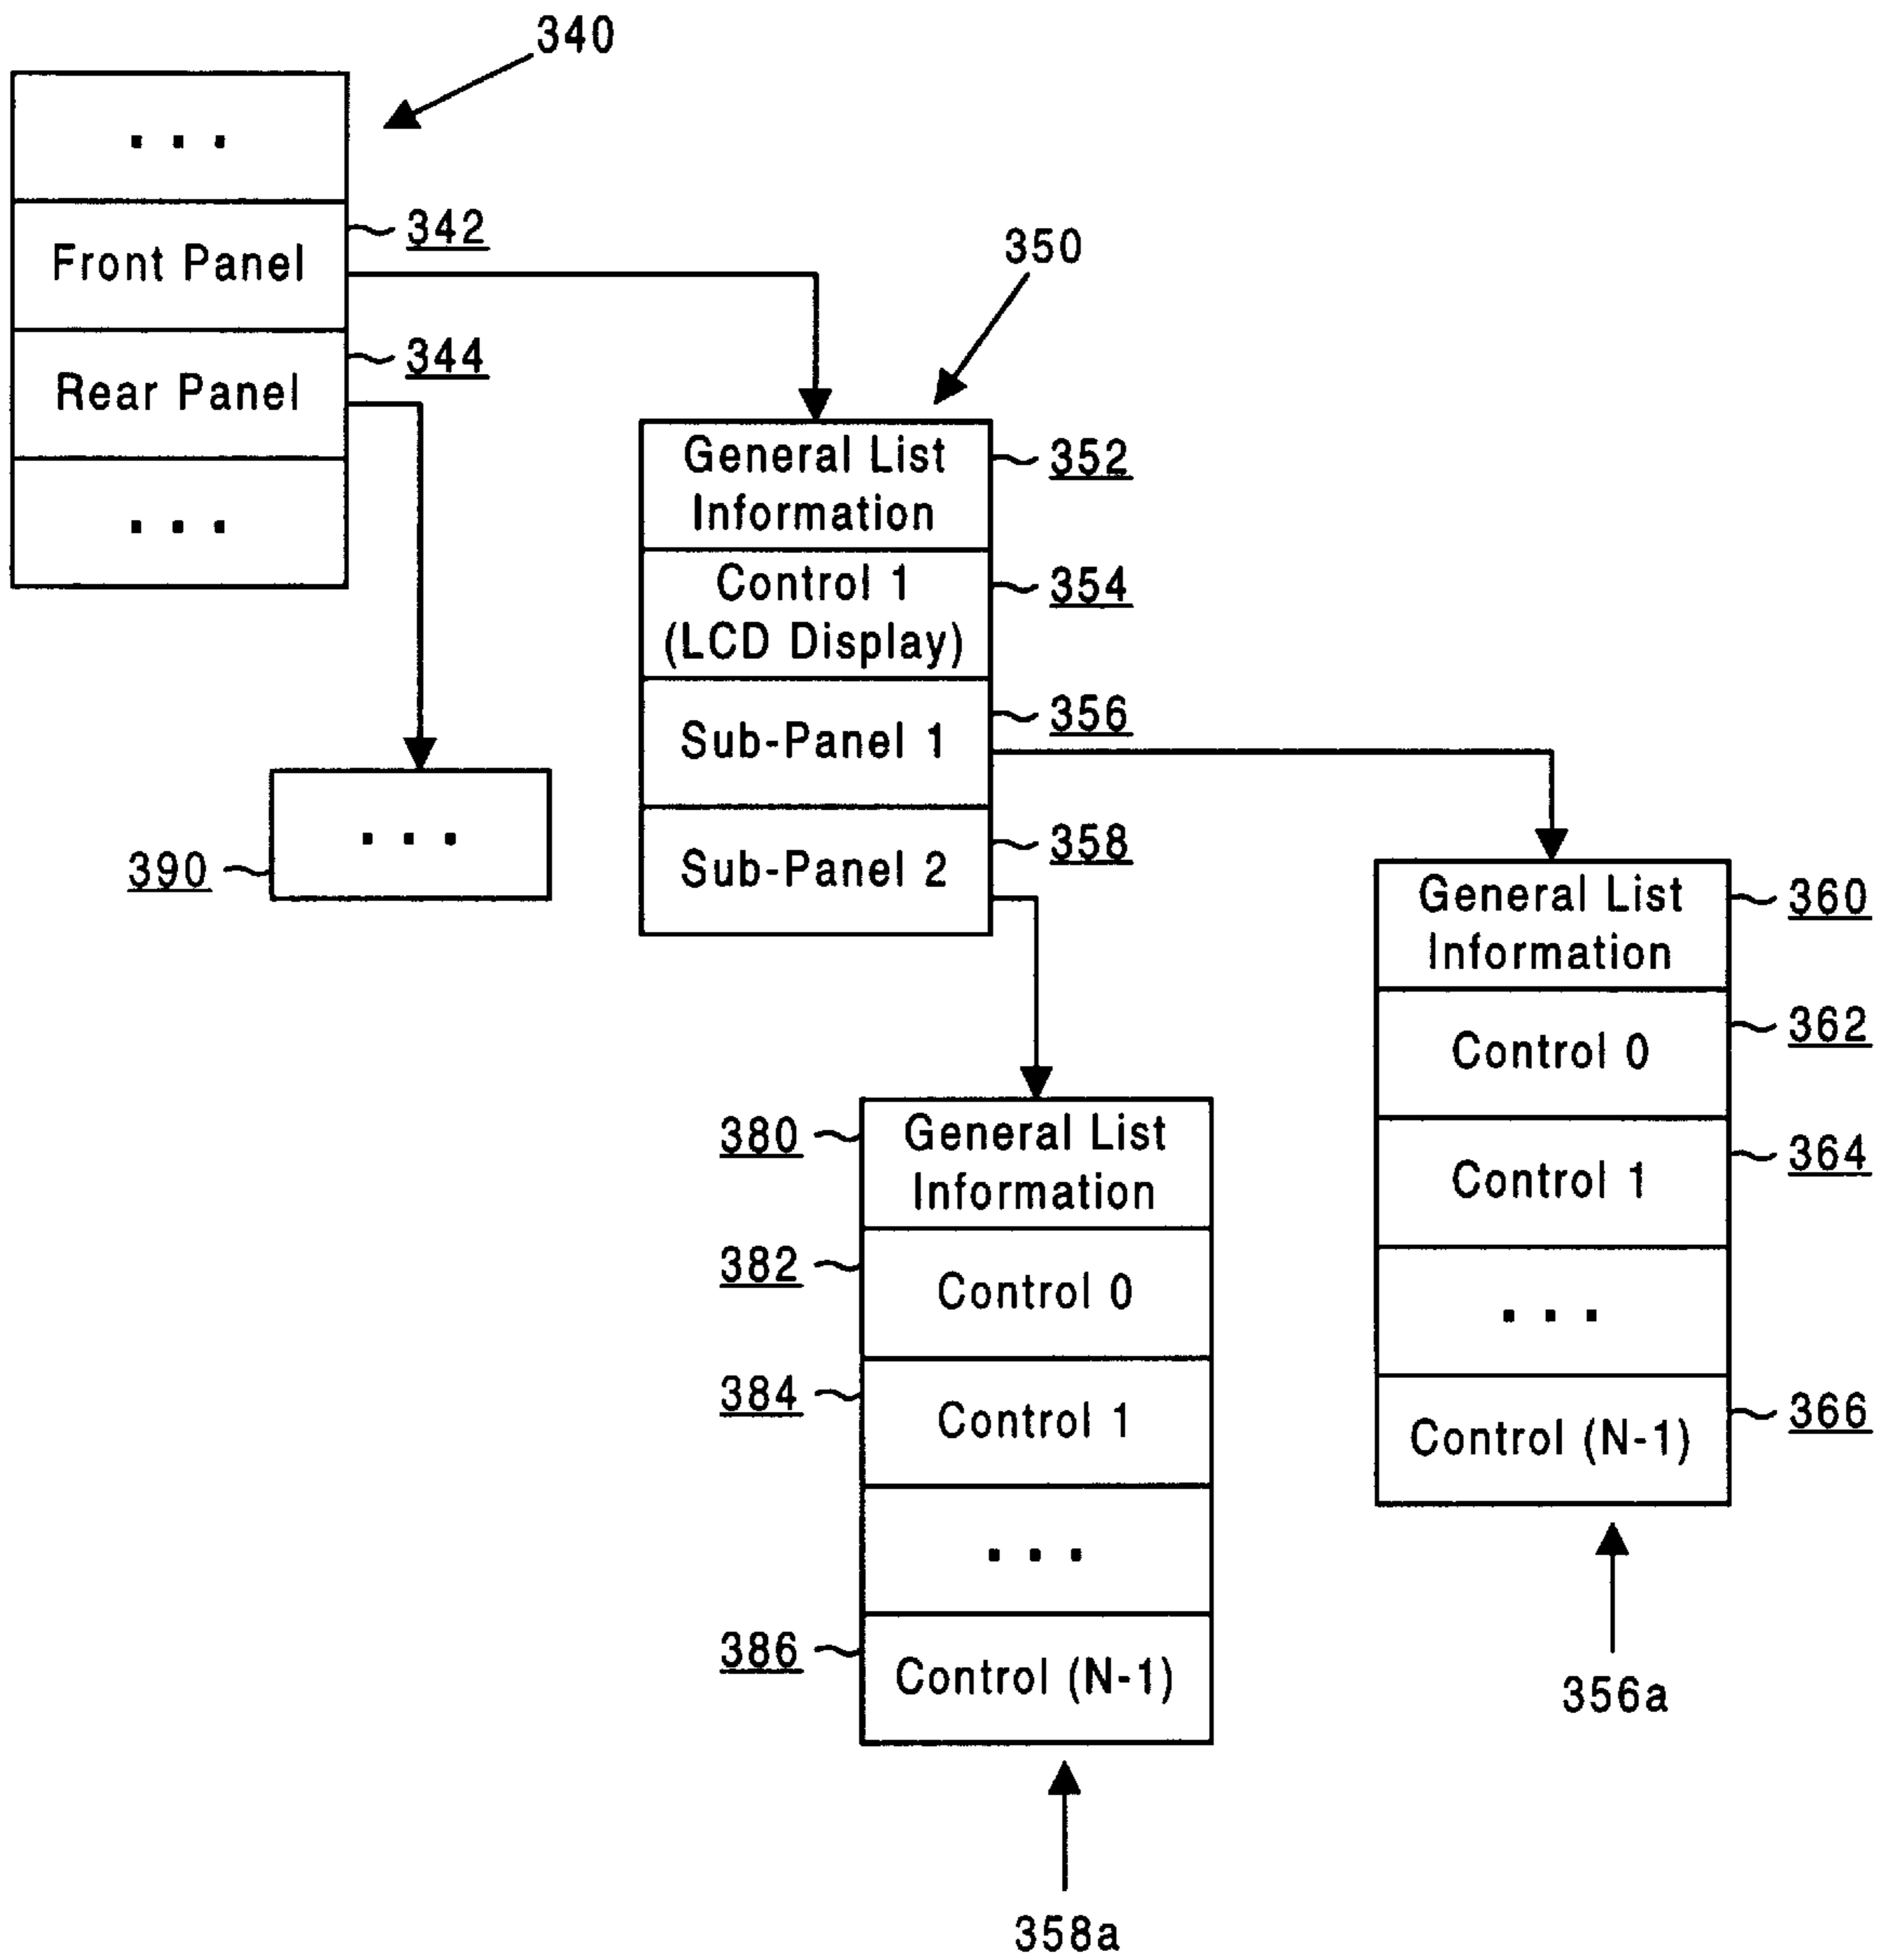 340
. . .
342
Front Panel
344
Rear Panel
. . .
350
General List
Information
352
Control 1
(LCD Display)
354
Sub-Panel 1
356
Sub-Panel 2
358
390
. . .
General List
Information
360
Control 0
362
Control 1
364
. . .
Control (N-1)
366
356a
380
General List
Information
382
Control 0
384
Control 1
. . .
386
Control (N-1)
358a